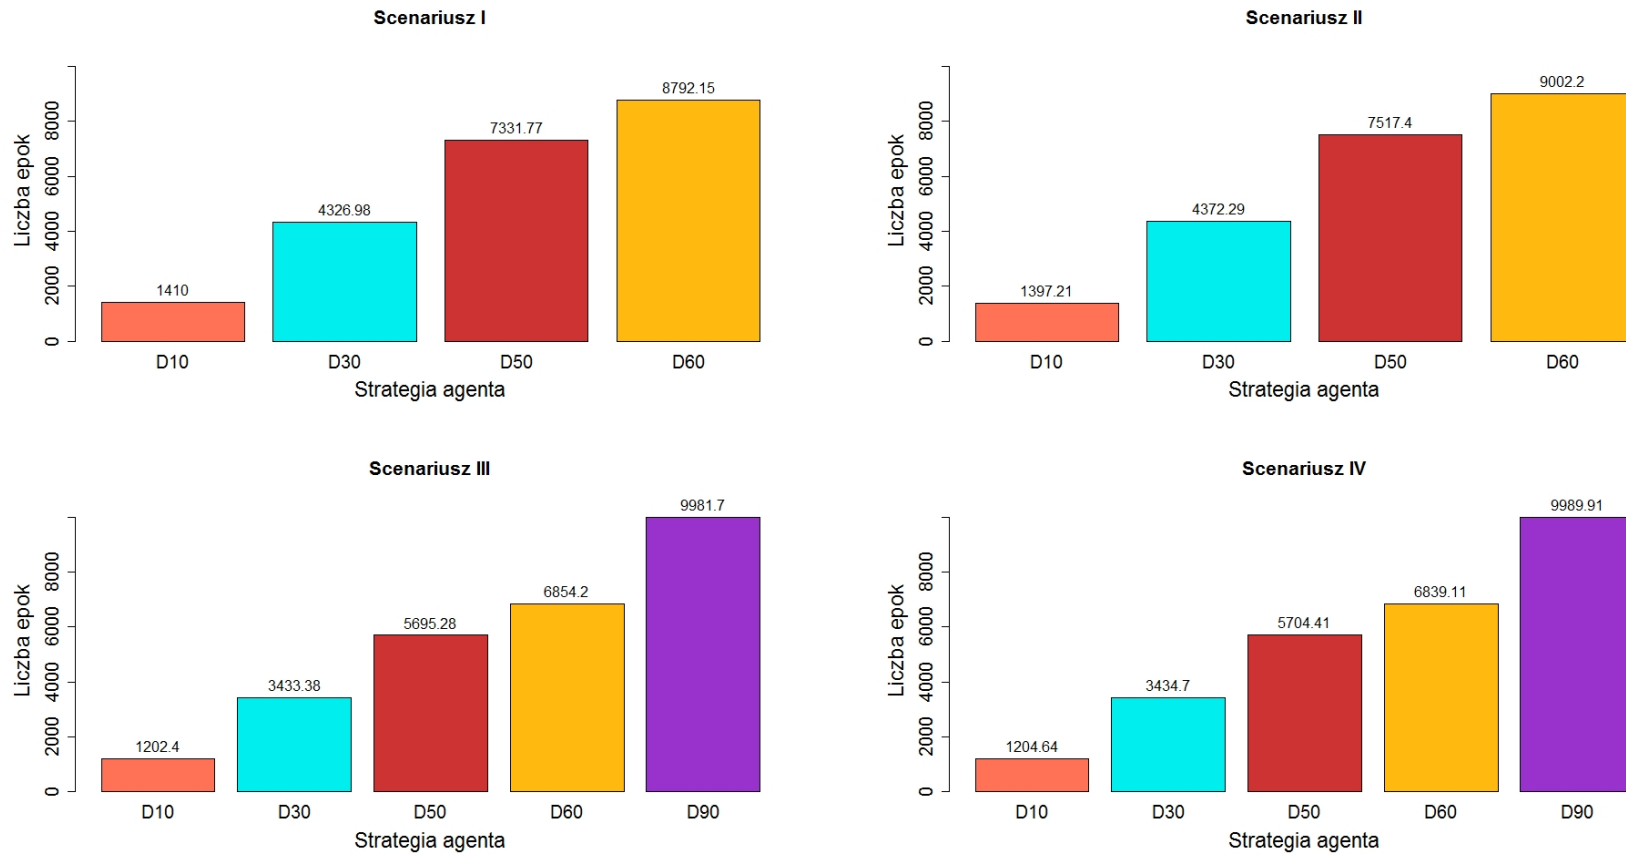 Scenariusz I
Liczba epok
0 2000 4000 6000 8000
1410
4326.98
7331.77
8792.15
D10 D30 D50 D60
Strategia agenta
Scenariusz II
Liczba epok
0 2000 4000 6000 8000
1397.21
4372.29
7517.4
9002.2
D10 D30 D50 D60
Strategia agenta
Scenariusz III
Liczba epok
0 2000 4000 6000 8000
1202.4
3433.38
5695.28
6854.2
9981.7
D10 D30 D50 D60 D90
Strategia agenta
Scenariusz IV
Liczba epok
0 2000 4000 6000 8000
1204.64
3434.7
5704.41
6839.11
9989.91
D10 D30 D50 D60 D90
Strategia agenta